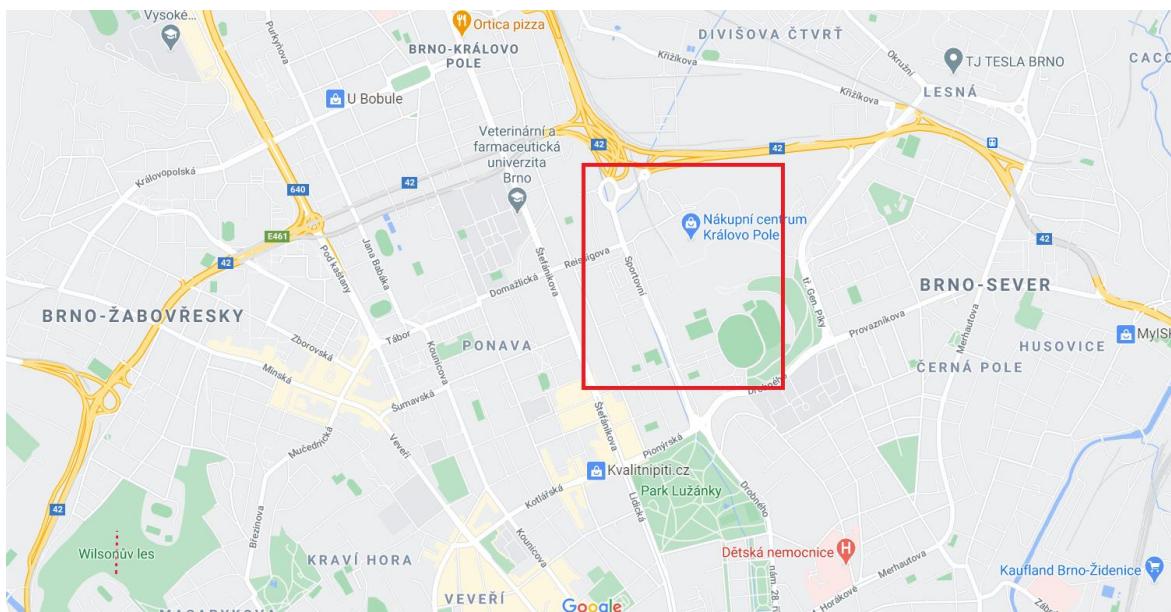 Vysoké...
Purkyňova
Ortica pizza
BRNO-KRÁLOVO
POLE
DIVIŠOVA ČTVRŤ
Křižíkova
Okružní
TJ TESLA BRNO
LESNÁ
Křižíkova
U Bobule
Veterinární a
farmaceutická
univerzita
Brno
42
42
42
Královopolská
640
42
E461
42
Jana Babáka
Pod kaštany
Štefánikova
Reissigova
Domažlická
Sportovní
Nákupní centrum
Královo Pole
tř. Gen. Píky
42
BRNO-SEVER
BRNO-ŽABOVŘESKY
Tábor
PONAVA
Zborovská
Minská
Kounicova
Šumavská
Provazníkova
Merhautova
HUSOVICE
ČERNÁ POLE
Drobného
Štefánikova
Mučednická
Veveří
Pionýrská
Kvalitnipiti.cz
Kotlářská
Park Lužánky
Lidická
Drobného
42
Březinova
Wilsonův les
KRAVÍ HORA
Kounicova
VEVEŘÍ
Google
Dětská nemocnice
H
Merhautova
Kaufland Brno-Židenice